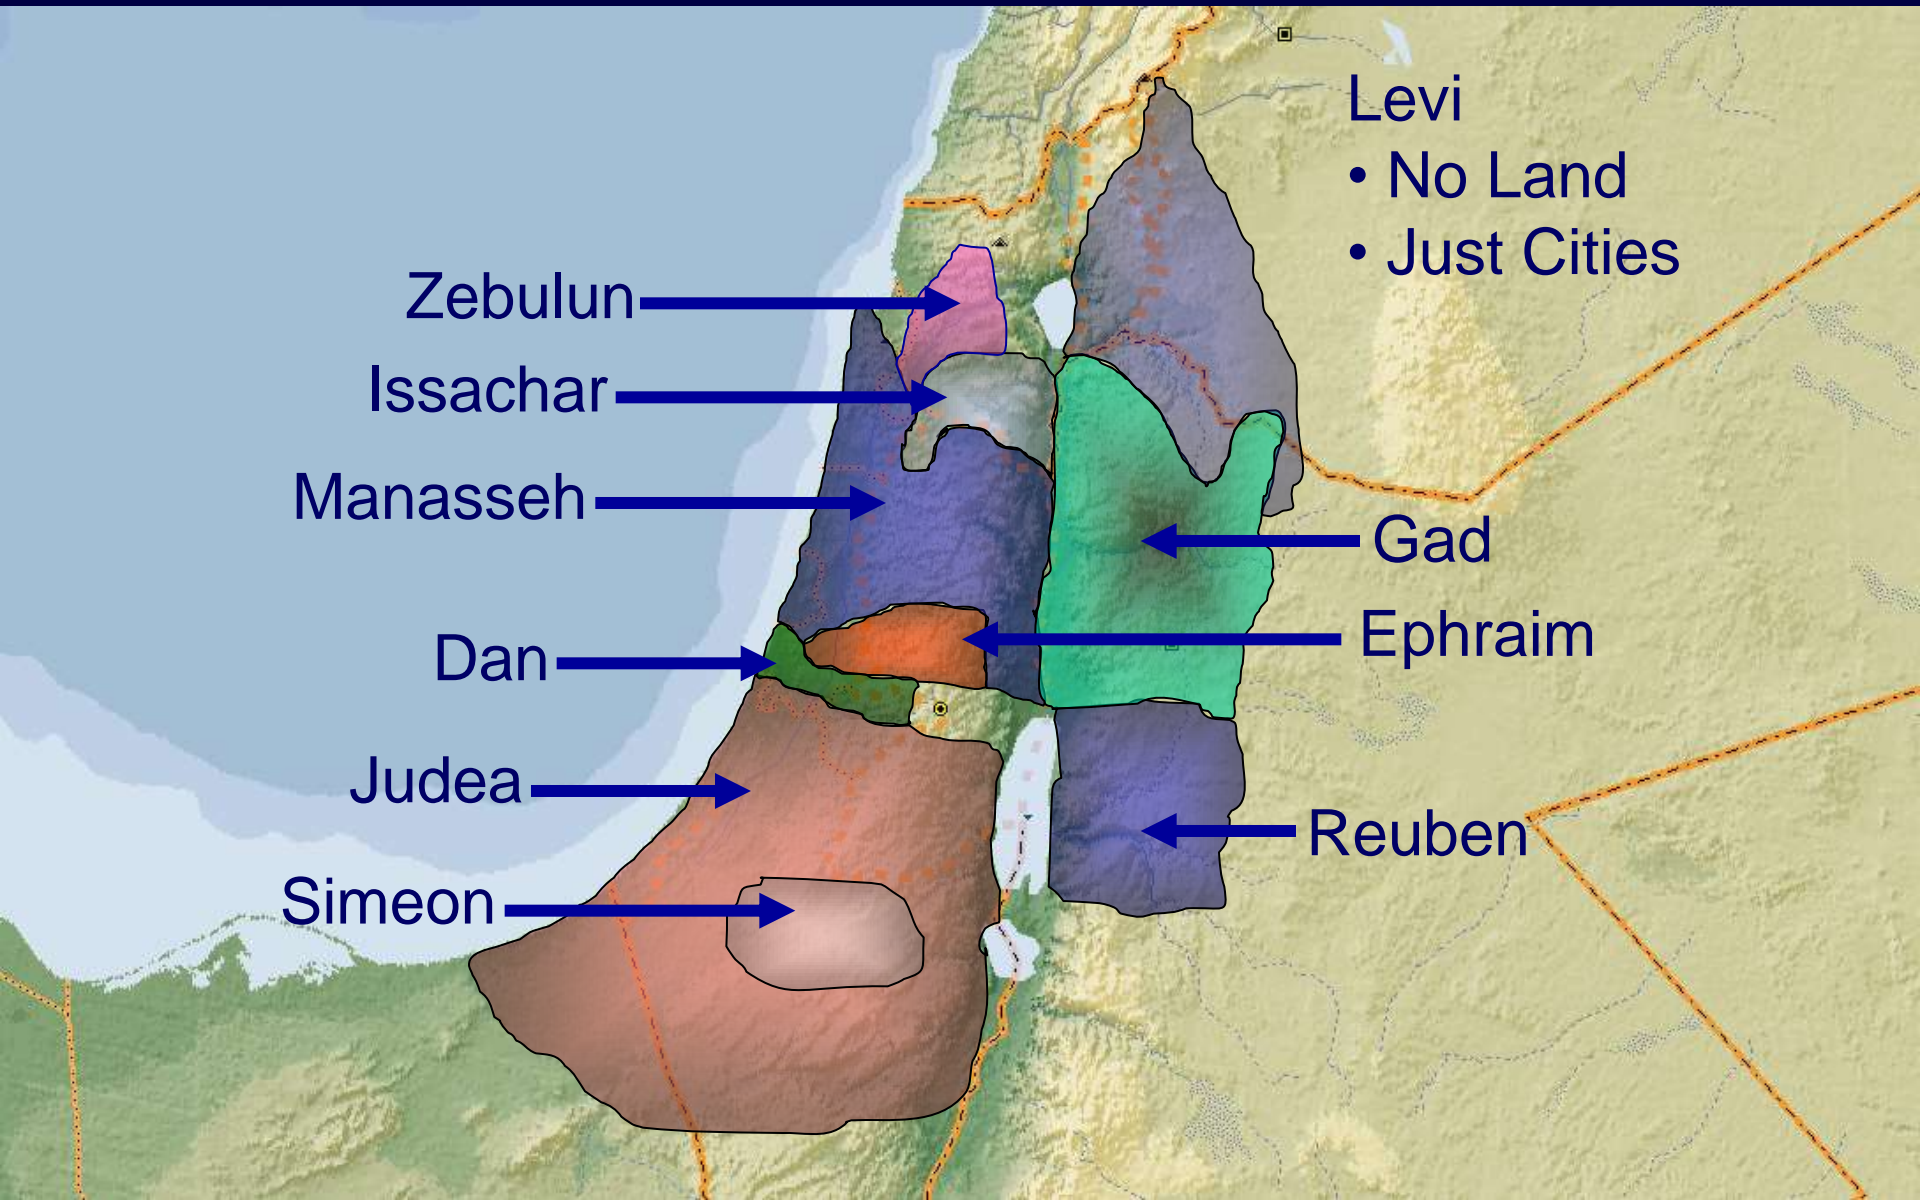 Levi
• No Land
• Just Cities
Zebulun
Issachar
Manasseh
Gad
Ephraim
Dan
Judea
Reuben
Simeon